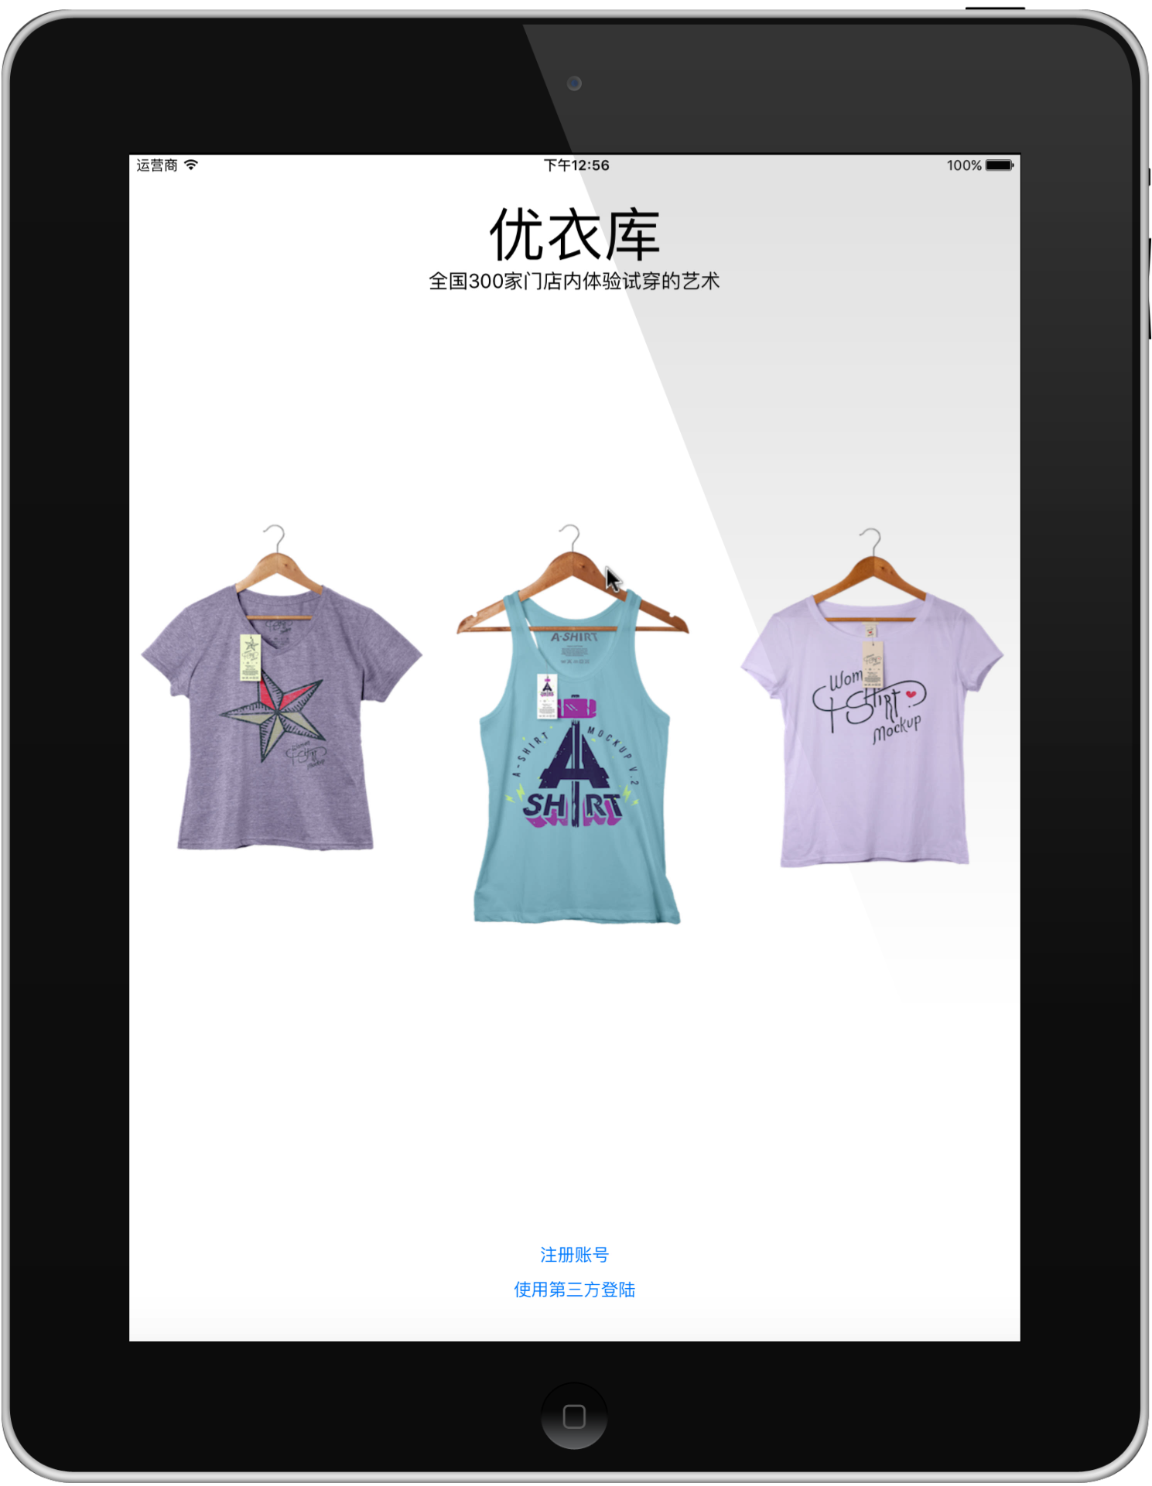 运营商
下午12:56
100%
优衣库
全国300家门店内体验试穿的艺术
A·SHIRT
A-SHIRT MOCKUP V.2
A
SHIRT
Wom
T-SHIRT
Mockup
注册账号
使用第三方登陆